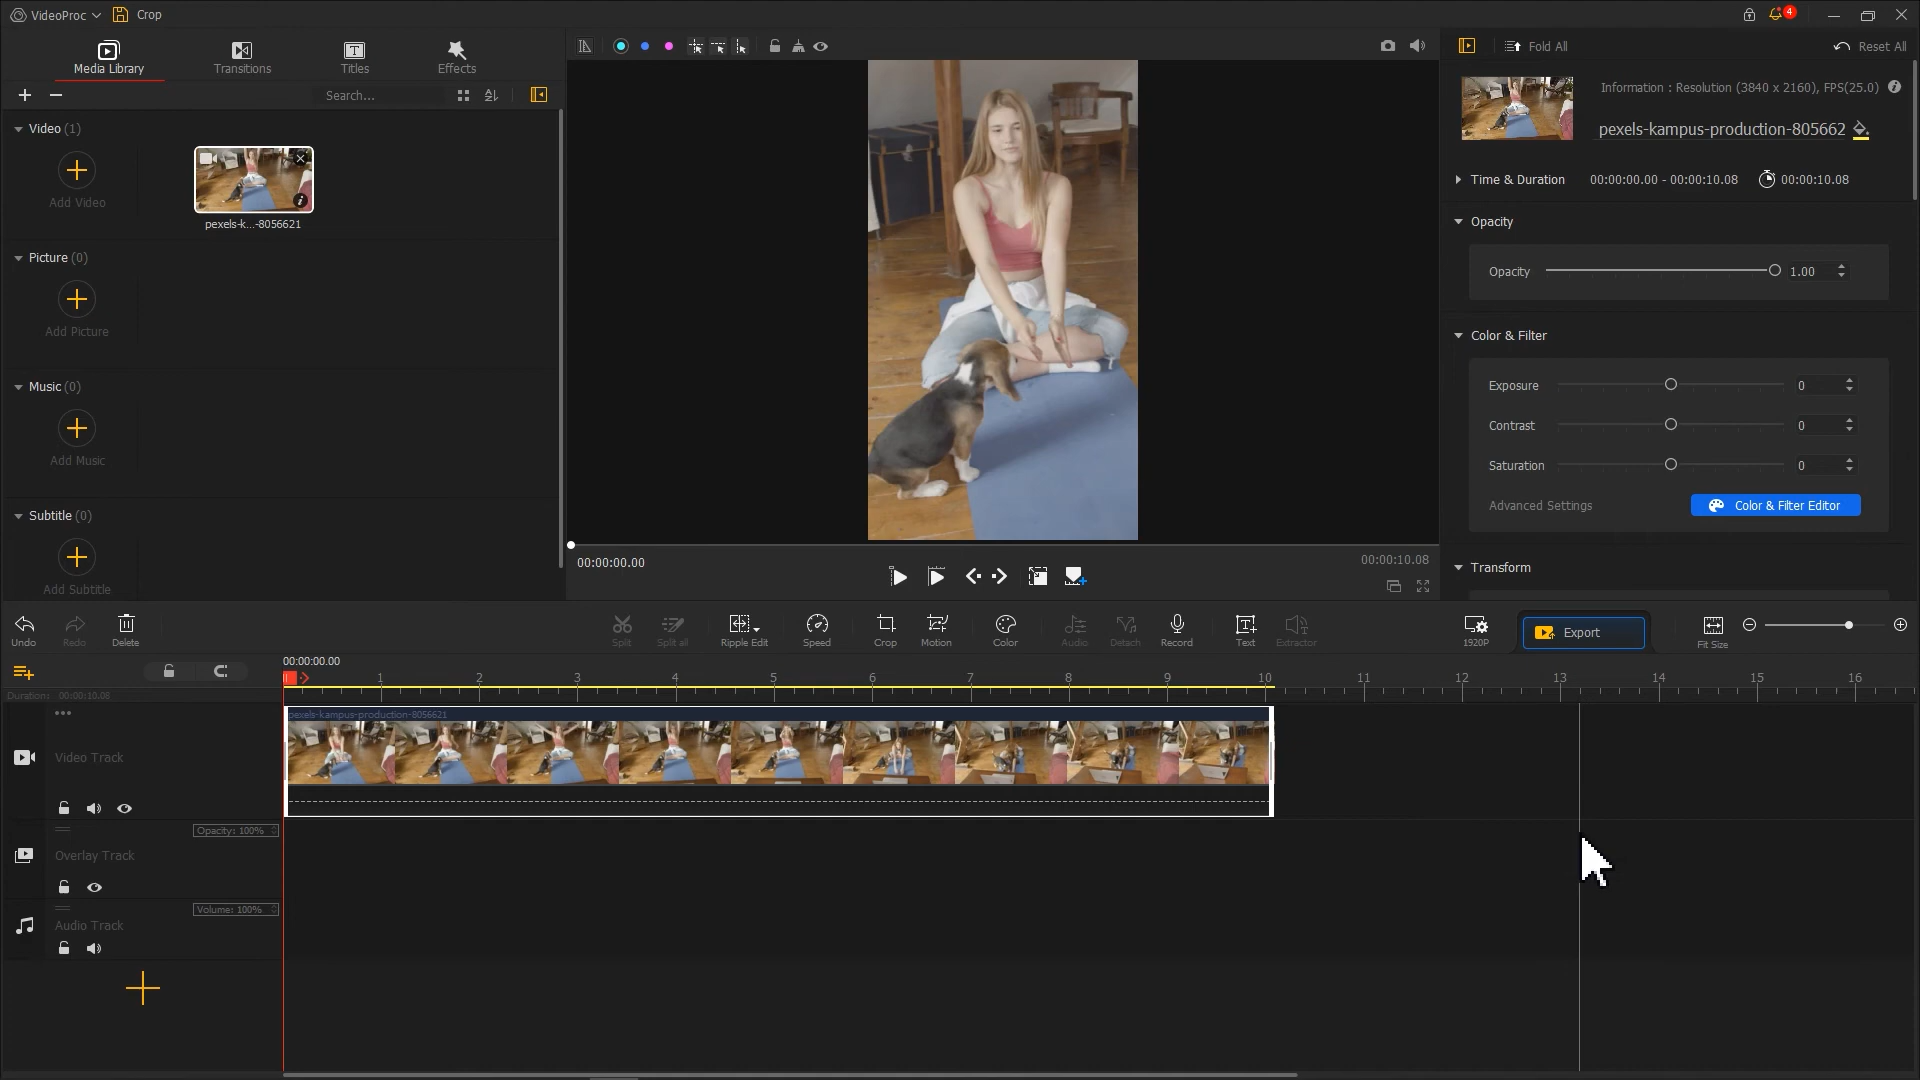 VideoProc
Crop
4
Media Library
Transitions
Titles
Effects
Search...
Video (1)
Add Video
pexels-k...-8056621
Picture (0)
Add Picture
Music (0)
Add Music
Subtitle (0)
Add Subtitle
00:00:00.00
00:00:10.08
Fold All
Reset All
Information : Resolution (3840 x 2160), FPS(25.0)
pexels-kampus-production-805662
Time & Duration
00:00:00.00 - 00:00:10.08
00:00:10.08
Opacity
Opacity
1.00
Color & Filter
Exposure
0
Contrast
0
Saturation
0
Advanced Settings
Color & Filter Editor
Transform
Undo
Redo
Delete
Split
Split all
Ripple Edit
Speed
Crop
Motion
Color
Audio
Detach
Record
Text
Extractor
1920P
Export
Fit Size
00:00:00.00
1 2 3 4 5 6 7 8 9 10 11 12 13 14 15 16
Duration: 00:00:10.08
pexels-kampus-production-8056621
Video Track
Opacity: 100%
Overlay Track
Volume: 100%
Audio Track